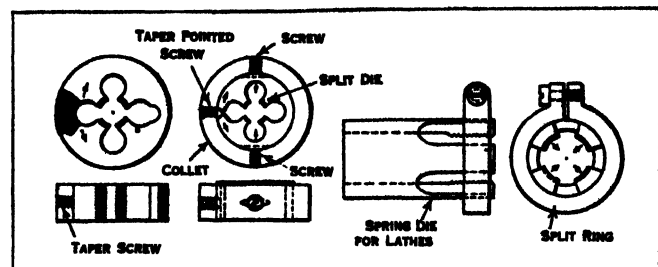 TAPER POINTED
SCREW
SCREW
SPLIT DIE
COLLET
SCREW
TAPER SCREW
SPRING DIE
FOR LATHES
SPLIT RING